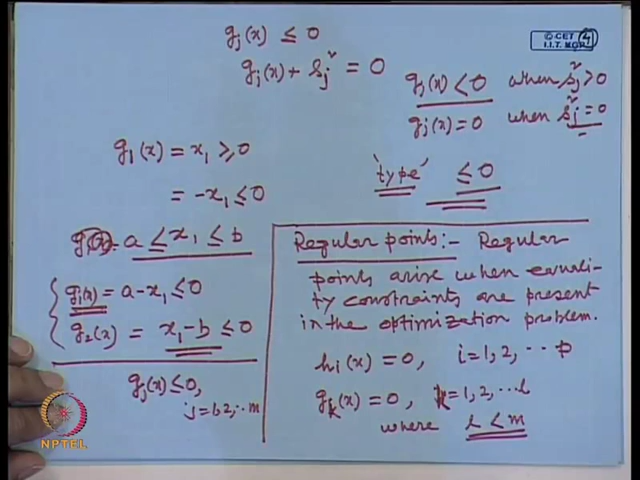 gj(x) ≤ 0
gj(x) + sj² = 0
gj(x) < 0 when sj² > 0
gj(x) = 0 when sj² = 0
g1(x) = x1 ≥ 0
= -x1 ≤ 0
'type' ≤ 0
a ≤ x1 ≤ b
g1(x) = a - x1 ≤ 0
g2(x) = x1 - b ≤ 0
gj(x) ≤ 0,
j = 1, 2, .. m
Regular points:- Regular
points arise when equali-
ty constraints are present
in the optimization problem.
hi(x) = 0, i = 1, 2, .. p
gk(x) = 0, k = 1, 2, .. l
where l < m
© CET
I.I.T. KGP
4
NPTEL